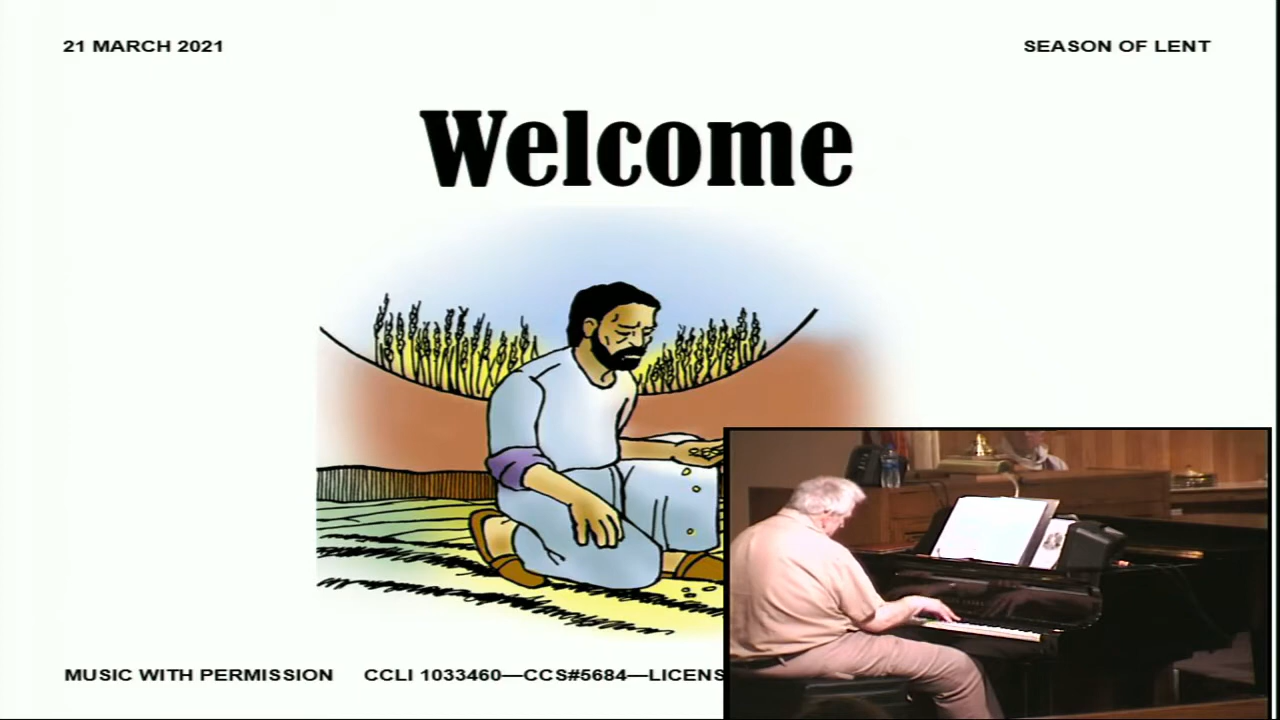 21 MARCH 2021
SEASON OF LENT
Welcome
MUSIC WITH PERMISSION CCLI 1033460—CCS#5684—LICENS